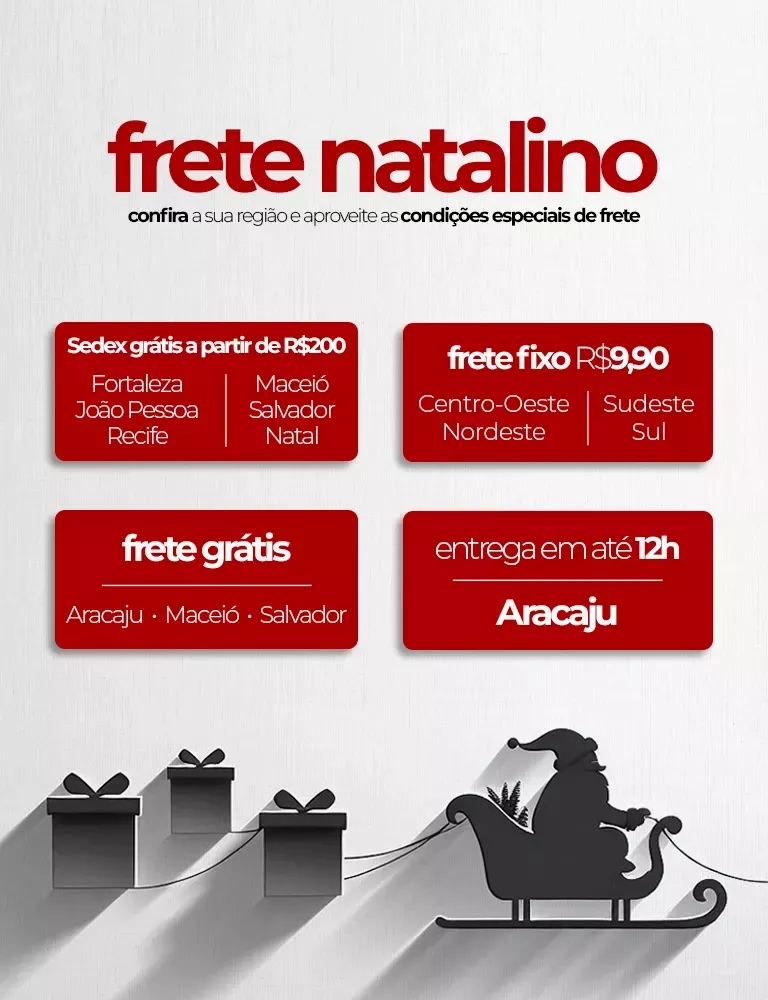 frete natalino
confira a sua região e aproveite as condições especiais de frete
Sedex grátis a partir de R$200
Fortaleza
João Pessoa
Recife
Maceió
Salvador
Natal
frete fixo R$9,90
Centro-Oeste
Nordeste
Sudeste
Sul
frete grátis
Aracaju · Maceió · Salvador
entrega em até 12h
Aracaju